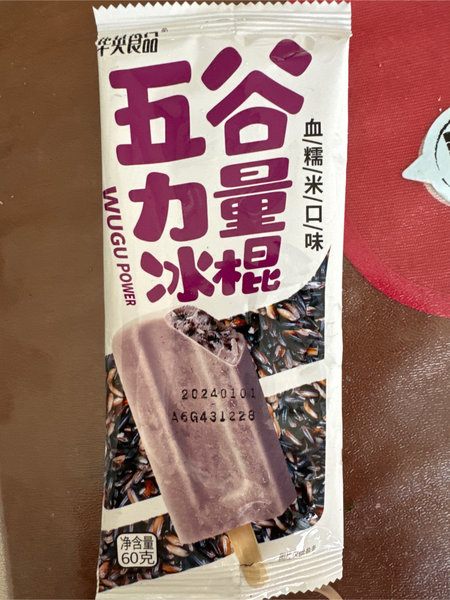 华英食品
五谷
力量
冰棍
血/糯/米/口/味
WUGU POWER
20240101
A6G431228
净含量
60克